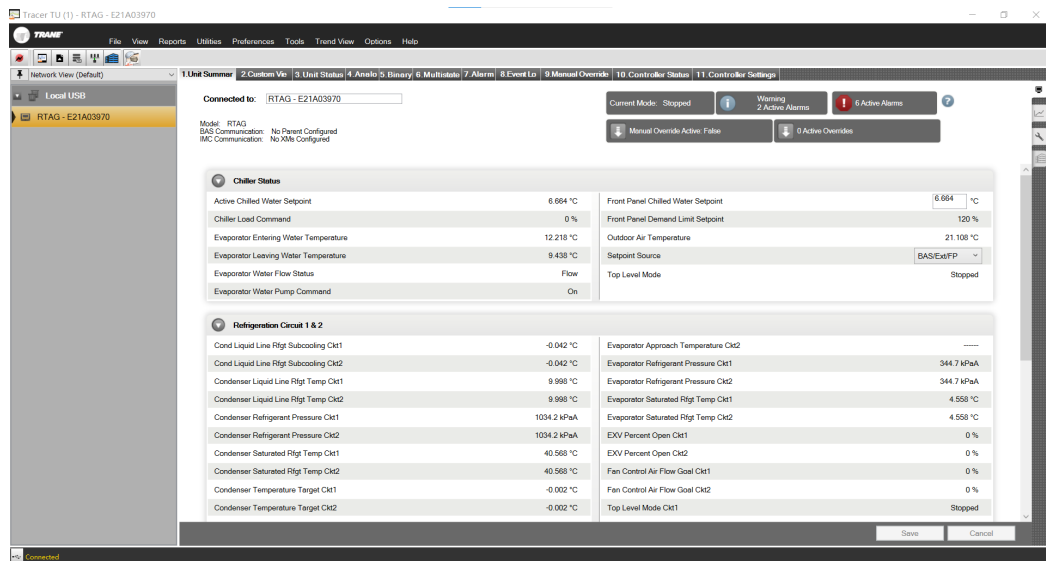 Tracer TU (1) - RTAG - E21A03970
TRANE
File View Reports Utilities Preferences Tools Trend View Options Help
Network View (Default)
1.Unit Summar 2.Custom Vie 3.Unit Status 4.Analo 5.Binary 6.Multistate 7.Alarm 8.Event Lo 9.Manual Override 10.Controller Status 11.Controller Settings
Local USB
RTAG - E21A03970
Connected to: RTAG - E21A03970
Model: RTAG
BAS Communication: No Parent Configured
IMC Communication: No XMs Configured
Current Mode: Stopped
Warning
2 Active Alarms
6 Active Alarms
Manual Override Active: False
0 Active Overrides
Chiller Status
Active Chilled Water Setpoint 6.664 °C
Chiller Load Command 0 %
Evaporator Entering Water Temperature 12.218 °C
Evaporator Leaving Water Temperature 9.438 °C
Evaporator Water Flow Status Flow
Evaporator Water Pump Command On
Front Panel Chilled Water Setpoint 6.664 °C
Front Panel Demand Limit Setpoint 120 %
Outdoor Air Temperature 21.108 °C
Setpoint Source BAS/Ext/FP
Top Level Mode Stopped
Refrigeration Circuit 1 & 2
Cond Liquid Line Rfgt Subcooling Ckt1 -0.042 °C
Cond Liquid Line Rfgt Subcooling Ckt2 -0.042 °C
Condenser Liquid Line Rfgt Temp Ckt1 9.998 °C
Condenser Liquid Line Rfgt Temp Ckt2 9.998 °C
Condenser Refrigerant Pressure Ckt1 1034.2 kPaA
Condenser Refrigerant Pressure Ckt2 1034.2 kPaA
Condenser Saturated Rfgt Temp Ckt1 40.568 °C
Condenser Saturated Rfgt Temp Ckt2 40.568 °C
Condenser Temperature Target Ckt1 -0.002 °C
Condenser Temperature Target Ckt2 -0.002 °C
Evaporator Approach Temperature Ckt2 -----
Evaporator Refrigerant Pressure Ckt1 344.7 kPaA
Evaporator Refrigerant Pressure Ckt2 344.7 kPaA
Evaporator Saturated Rfgt Temp Ckt1 4.558 °C
Evaporator Saturated Rfgt Temp Ckt2 4.558 °C
EXV Percent Open Ckt1 0 %
EXV Percent Open Ckt2 0 %
Fan Control Air Flow Goal Ckt1 0 %
Fan Control Air Flow Goal Ckt2 0 %
Top Level Mode Ckt1 Stopped
Save Cancel
Connected